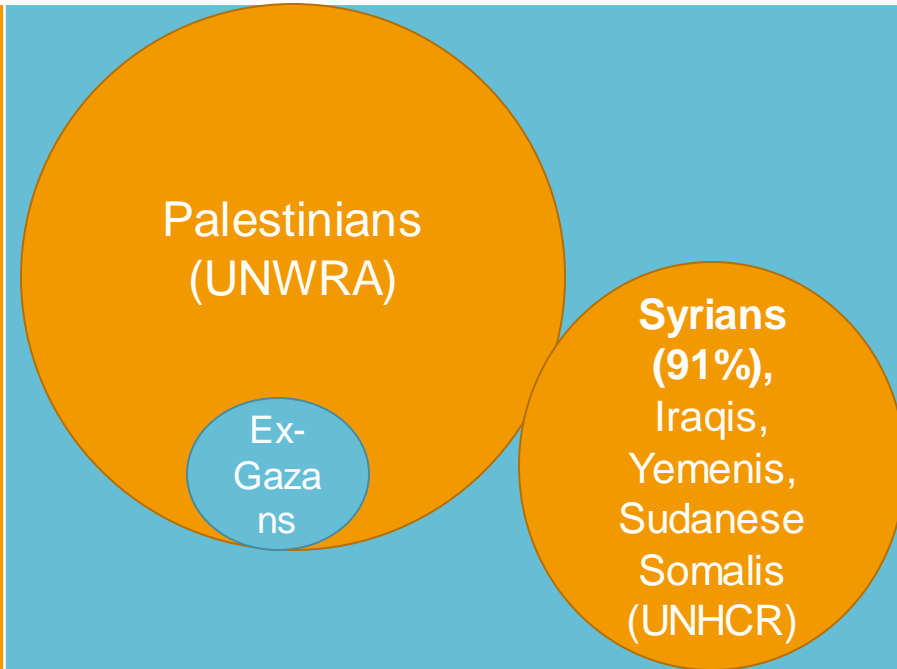 Palestinians
(UNWRA)
Ex-
Gaza
ns
Syrians
(91%),
Iraqis,
Yemenis,
Sudanese
Somalis
(UNHCR)